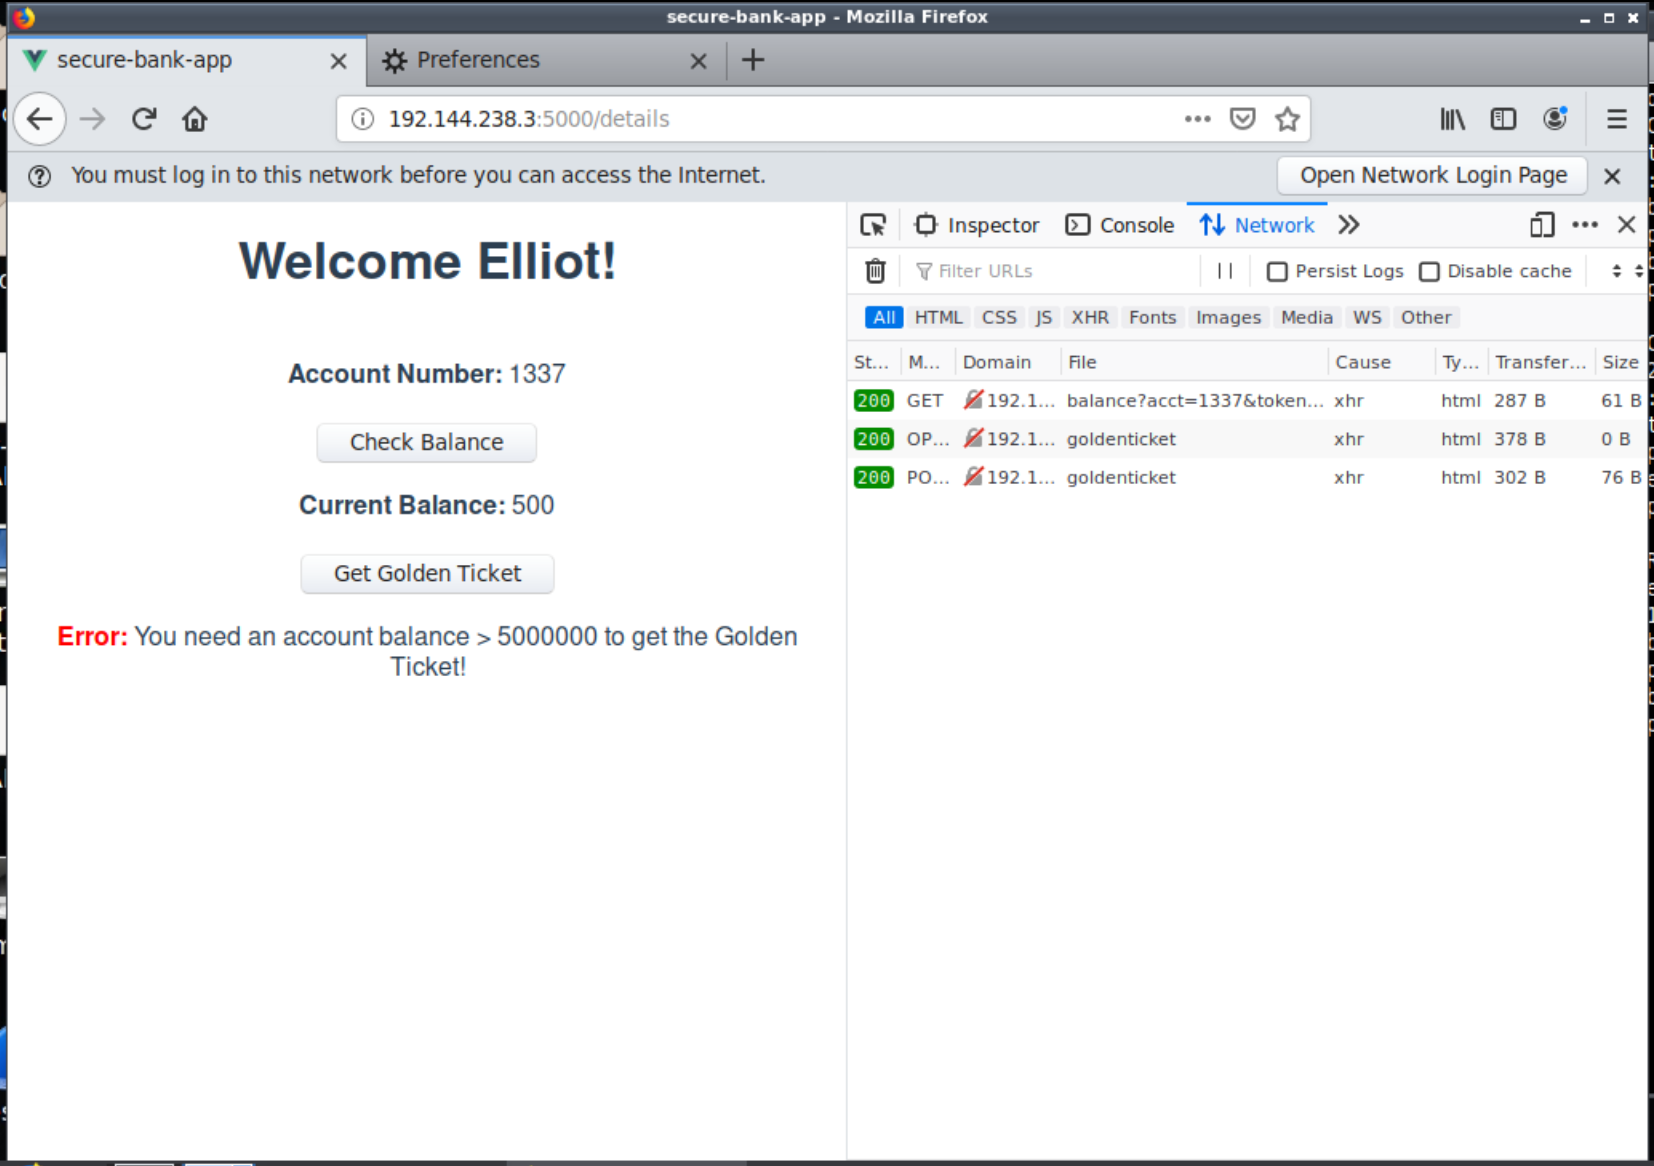 secure-bank-app - Mozilla Firefox
secure-bank-app
Preferences
192.144.238.3:5000/details
You must log in to this network before you can access the Internet.
Open Network Login Page
Welcome Elliot!
Account Number: 1337
Check Balance
Current Balance: 500
Get Golden Ticket
Error: You need an account balance > 5000000 to get the Golden
Ticket!
Inspector Console Network
Filter URLs
Persist Logs Disable cache
All HTML CSS JS XHR Fonts Images Media WS Other
St... M... Domain File Cause Ty... Transfer... Size
200 GET 192.1... balance?acct=1337&token... xhr html 287 B 61 B
200 OP... 192.1... goldenticket xhr html 378 B 0 B
200 PO... 192.1... goldenticket xhr html 302 B 76 B